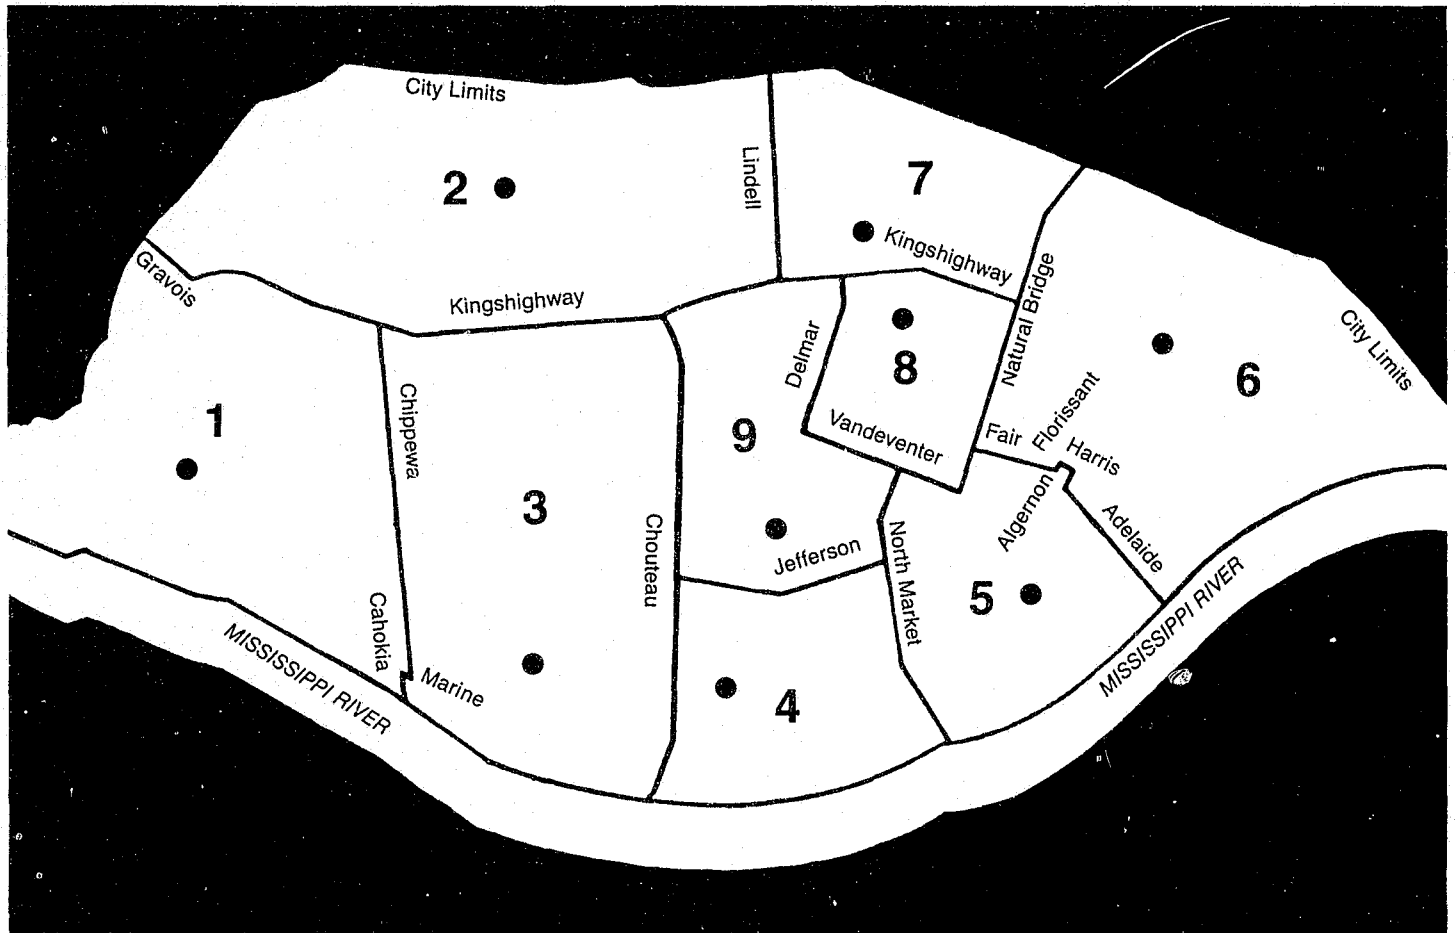 City Limits
Lindell
7
2
Kingshighway
Gravois
Kingshighway
Natural Bridge
City Limits
Delmar
8
6
Chippewa
1
9
Vandeventer
Fair
Florissant
Harris
3
Chouteau
Jefferson
North Market
Algernon
Adelaide
5
Cahokia
Marine
4
MISSISSIPPI RIVER
MISSISSIPPI RIVER